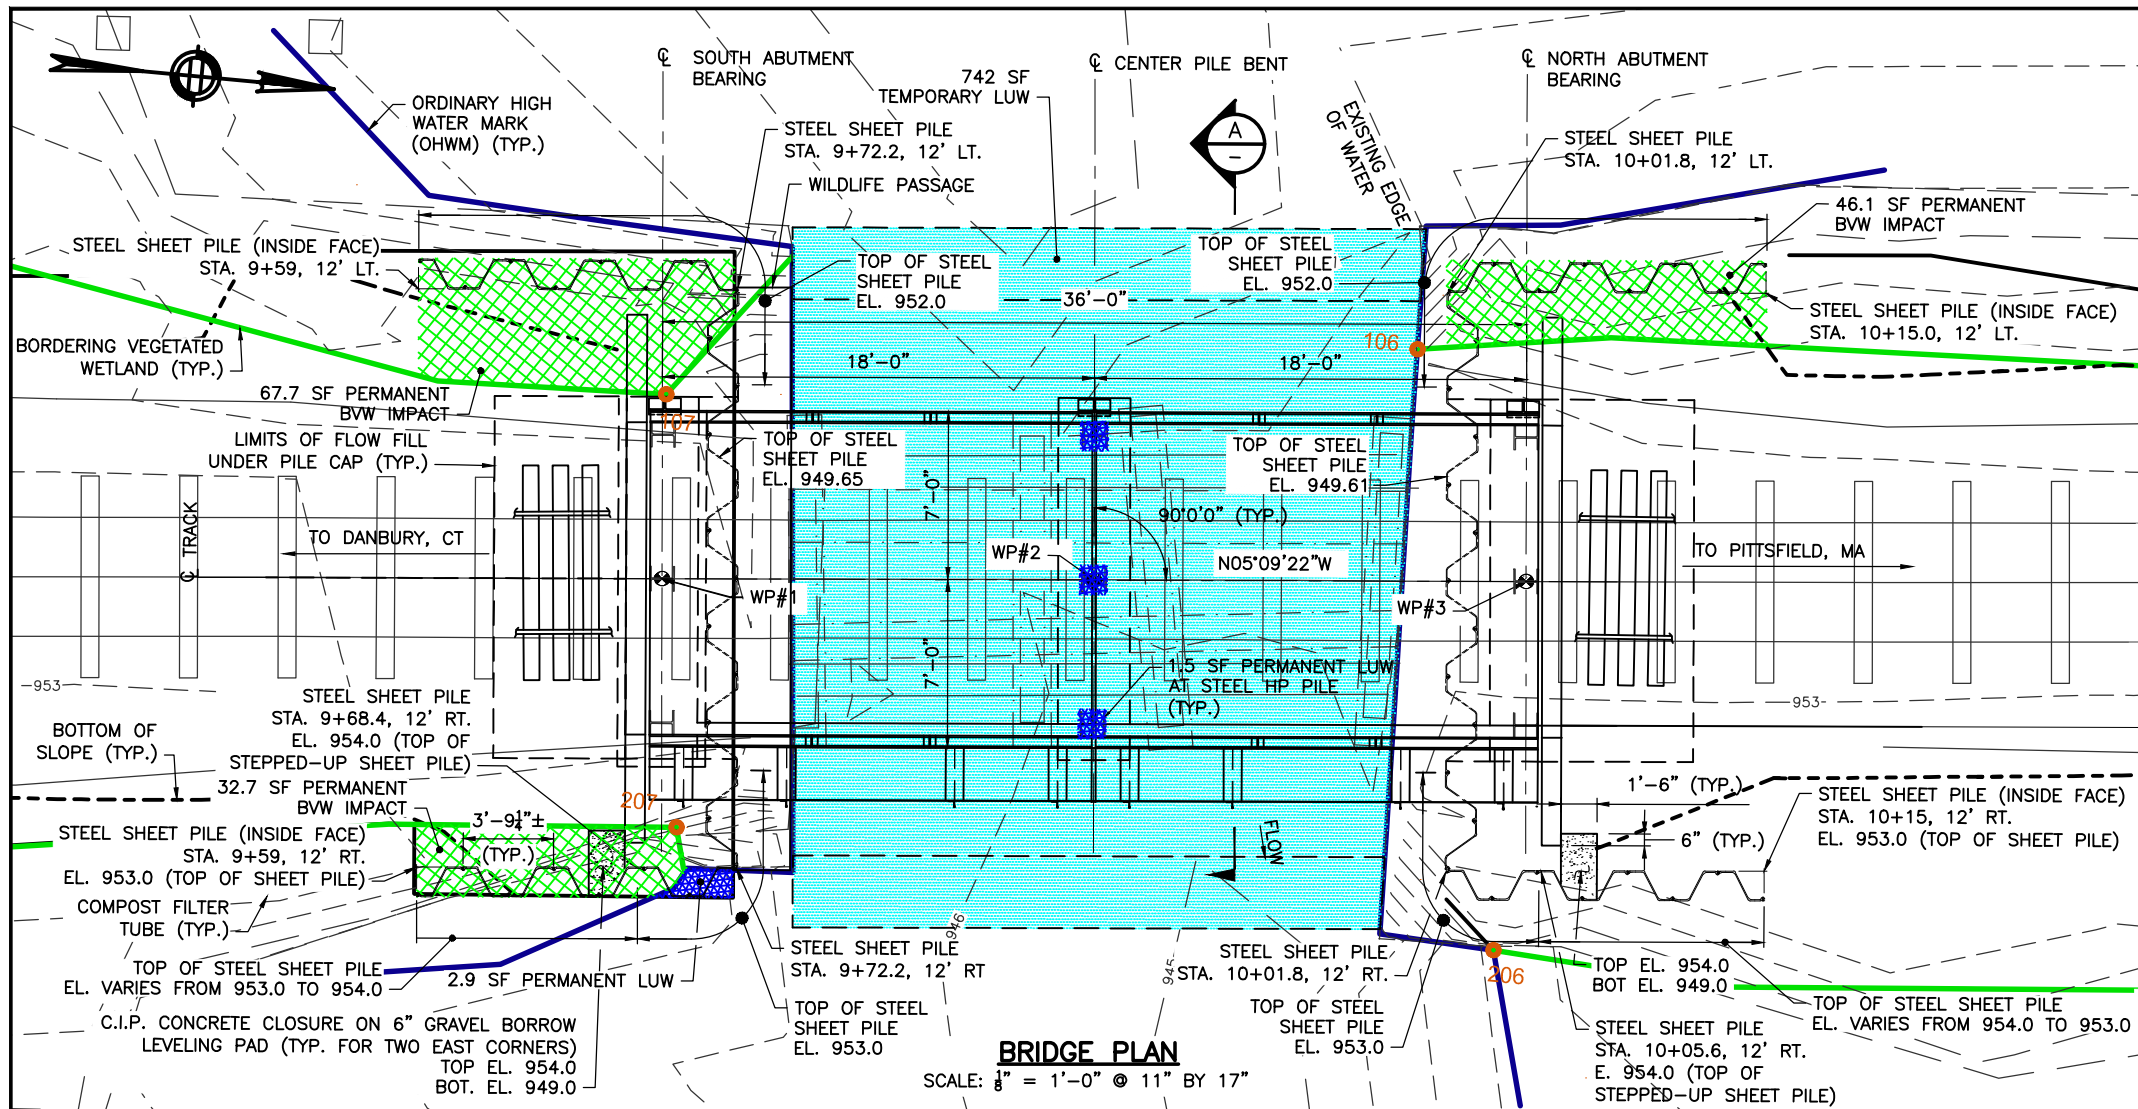 ℄ SOUTH ABUTMENT
BEARING
742 SF
TEMPORARY LUW
℄ CENTER PILE BENT
℄ NORTH ABUTMENT
BEARING
ORDINARY HIGH
WATER MARK
(OHWM) (TYP.)
STEEL SHEET PILE
STA. 9+72.2, 12' LT.
WILDLIFE PASSAGE
A
–
EXISTING EDGE
OF WATER
STEEL SHEET PILE
STA. 10+01.8, 12' LT.
46.1 SF PERMANENT
BVW IMPACT
STEEL SHEET PILE (INSIDE FACE)
STA. 9+59, 12' LT.
TOP OF STEEL
SHEET PILE
EL. 952.0
TOP OF STEEL
SHEET PILE
EL. 952.0
36'-0"
STEEL SHEET PILE (INSIDE FACE)
STA. 10+15.0, 12' LT.
BORDERING VEGETATED
WETLAND (TYP.)
106
18'-0"
18'-0"
67.7 SF PERMANENT
BVW IMPACT
107
LIMITS OF FLOW FILL
UNDER PILE CAP (TYP.)
TOP OF STEEL
SHEET PILE
EL. 949.65
TOP OF STEEL
SHEET PILE
EL. 949.61
7'-0"
90°0'0" (TYP.)
℄ TRACK
TO DANBURY, CT
WP#2
N05°09'22"W
TO PITTSFIELD, MA
WP#1
WP#3
7'-0"
1.5 SF PERMANENT LUW
AT STEEL HP PILE
(TYP.)
953
953
STEEL SHEET PILE
STA. 9+68.4, 12' RT.
EL. 954.0 (TOP OF
STEPPED-UP SHEET PILE)
BOTTOM OF
SLOPE (TYP.)
32.7 SF PERMANENT
BVW IMPACT
207
3'-9¼"±
(TYP.)
1'-6" (TYP.)
6" (TYP.)
STEEL SHEET PILE (INSIDE FACE)
STA. 10+15, 12' RT.
EL. 953.0 (TOP OF SHEET PILE)
STEEL SHEET PILE (INSIDE FACE)
STA. 9+59, 12' RT.
EL. 953.0 (TOP OF SHEET PILE)
FLOW
COMPOST FILTER
TUBE (TYP.)
946
945
STEEL SHEET PILE
STA. 9+72.2, 12' RT
STEEL SHEET PILE
STA. 10+01.8, 12' RT.
206
TOP EL. 954.0
BOT EL. 949.0
TOP OF STEEL SHEET PILE
EL. VARIES FROM 953.0 TO 954.0
2.9 SF PERMANENT LUW
TOP OF STEEL
SHEET PILE
EL. 953.0
TOP OF STEEL
SHEET PILE
EL. 953.0
TOP OF STEEL SHEET PILE
EL. VARIES FROM 954.0 TO 953.0
C.I.P. CONCRETE CLOSURE ON 6" GRAVEL BORROW
LEVELING PAD (TYP. FOR TWO EAST CORNERS)
TOP EL. 954.0
BOT. EL. 949.0
STEEL SHEET PILE
STA. 10+05.6, 12' RT.
E. 954.0 (TOP OF
STEPPED-UP SHEET PILE)
BRIDGE PLAN
SCALE: ⅛" = 1'-0" @ 11" BY 17"